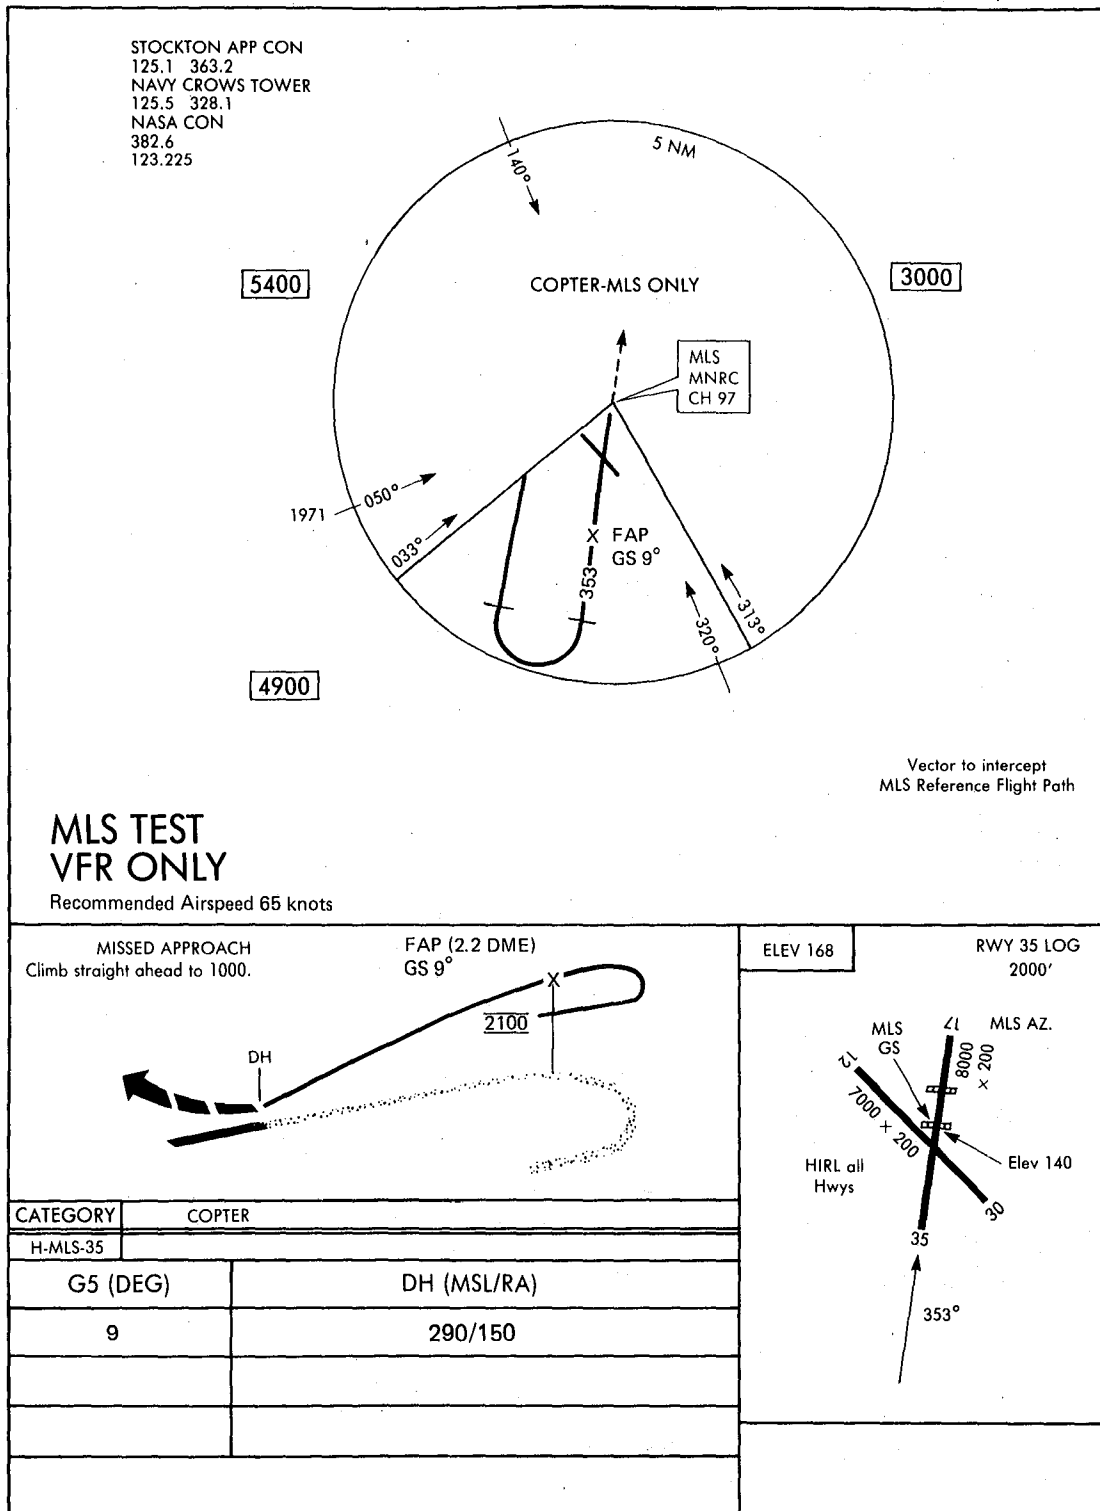 STOCKTON APP CON
125.1 363.2
NAVY CROWS TOWER
125.5 328.1
NASA CON
382.6
123.225
5 NM
140°
5400
COPTER-MLS ONLY
3000
MLS
MNRC
CH 97
1971
050°
033°
X FAP
GS 9°
353
313°
320°
4900
Vector to intercept
MLS Reference Flight Path
MLS TEST
VFR ONLY
Recommended Airspeed 65 knots
MISSED APPROACH
Climb straight ahead to 1000.
FAP (2.2 DME)
GS 9°
X
2100
DH
ELEV 168
RWY 35 LOG
2000'
MLS
GS
17
MLS AZ.
8000
× 200
12
7000 × 200
Elev 140
HIRL all
Hwys
30
35
353°
CATEGORY
COPTER
H-MLS-35
G5 (DEG)
DH (MSL/RA)
9
290/150